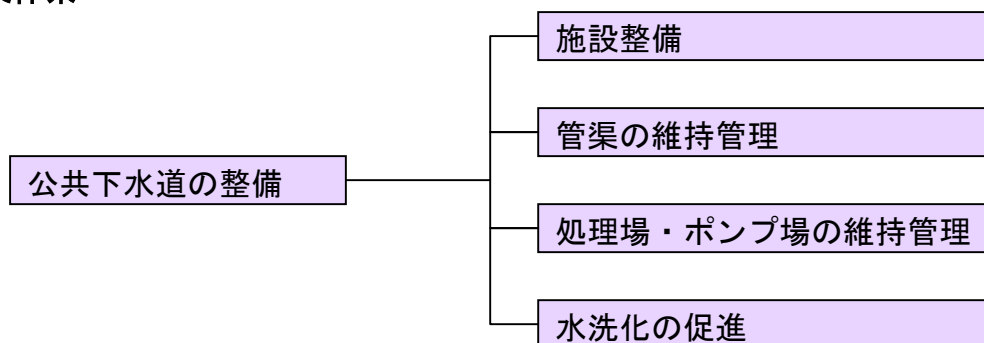 施設整備
管渠の維持管理
公共下水道の整備
処理場・ポンプ場の維持管理
水洗化の促進